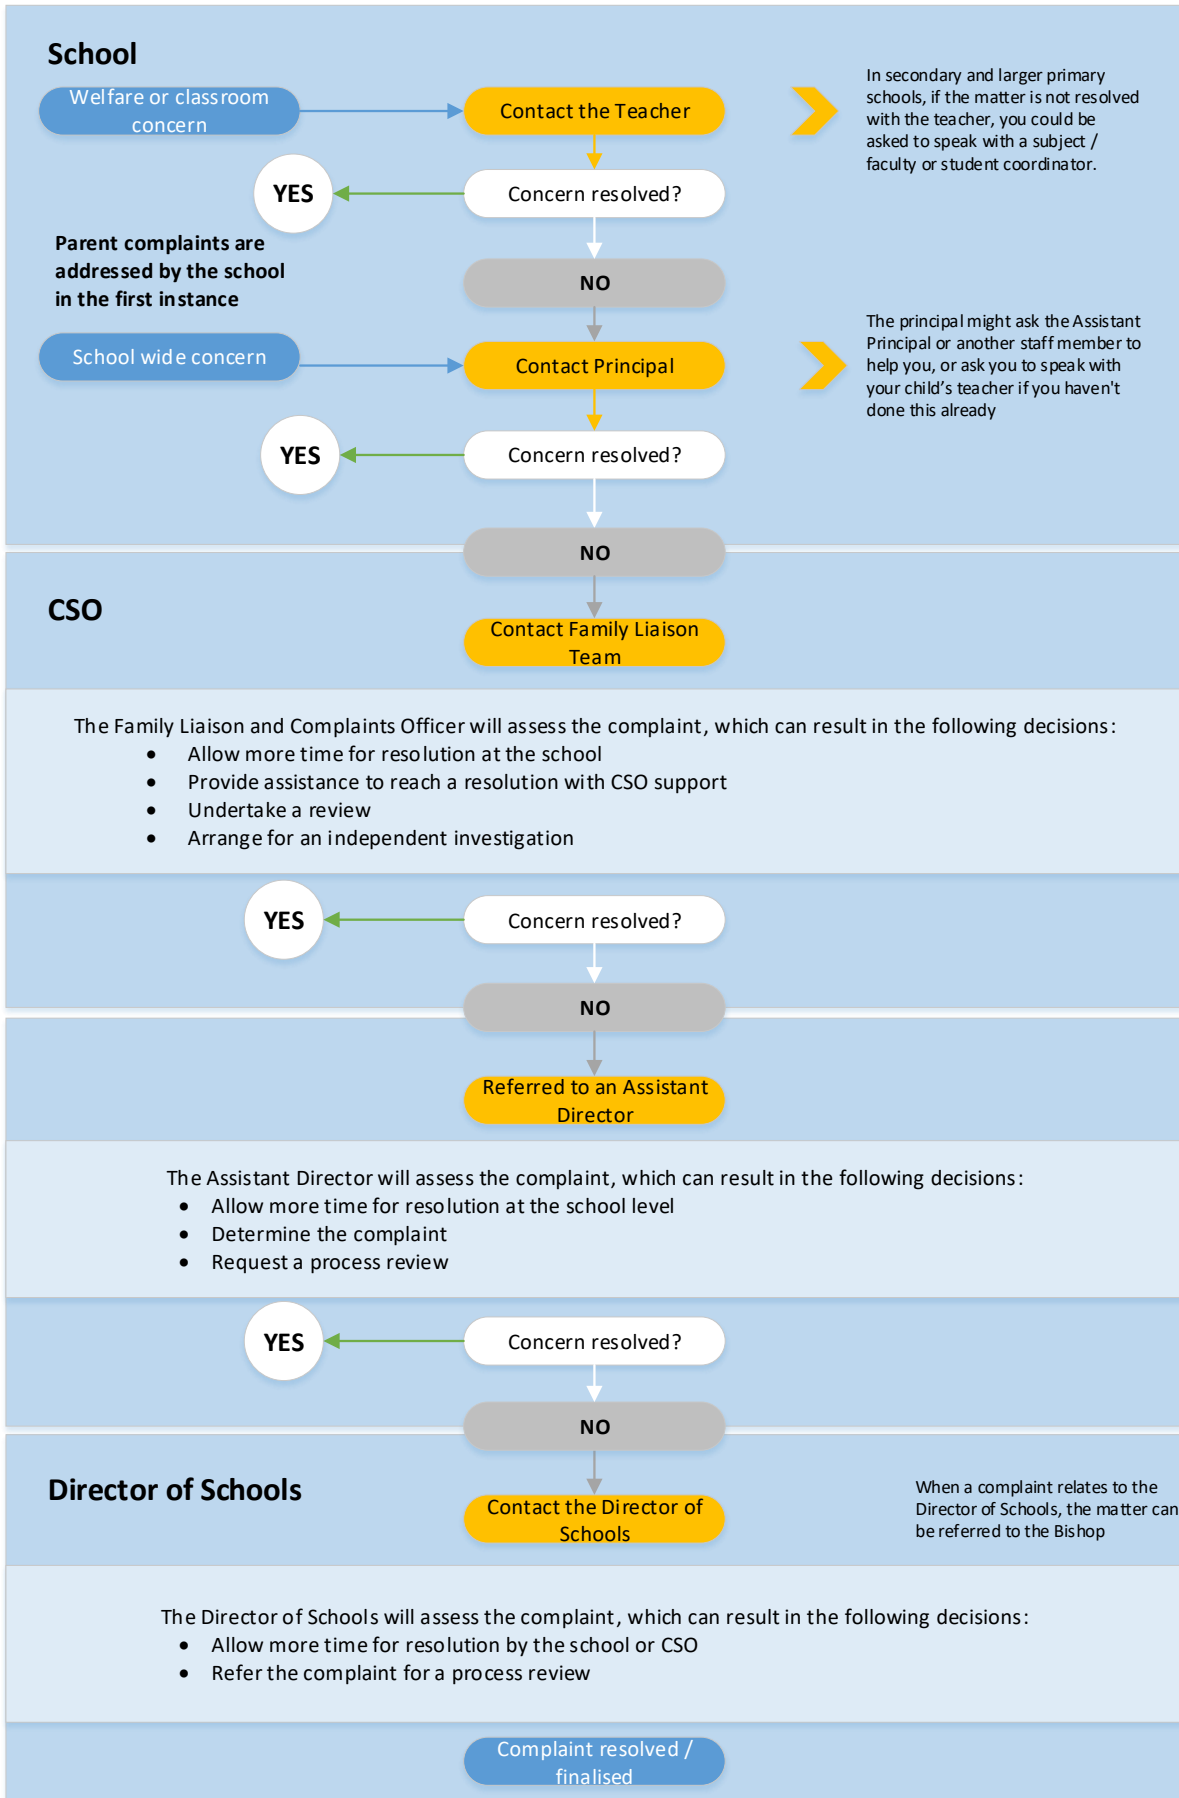 School
Welfare or classroom
concern
Contact the Teacher
In secondary and larger primary
schools, if the matter is not resolved
with the teacher, you could be
asked to speak with a subject /
faculty or student coordinator.
YES
Concern resolved?
Parent complaints are
addressed by the school
in the first instance
NO
School wide concern
Contact Principal
The principal might ask the Assistant
Principal or another staff member to
help you, or ask you to speak with
your child’s teacher if you haven't
done this already
YES
Concern resolved?
NO
CSO
Contact Family Liaison
Team
The Family Liaison and Complaints Officer will assess the complaint, which can result in the following decisions:
• Allow more time for resolution at the school
• Provide assistance to reach a resolution with CSO support
• Undertake a review
• Arrange for an independent investigation
YES
Concern resolved?
NO
Referred to an Assistant
Director
The Assistant Director will assess the complaint, which can result in the following decisions:
• Allow more time for resolution at the school level
• Determine the complaint
• Request a process review
YES
Concern resolved?
NO
Director of Schools
Contact the Director of
Schools
When a complaint relates to the
Director of Schools, the matter can
be referred to the Bishop
The Director of Schools will assess the complaint, which can result in the following decisions:
• Allow more time for resolution by the school or CSO
• Refer the complaint for a process review
Complaint resolved /
finalised